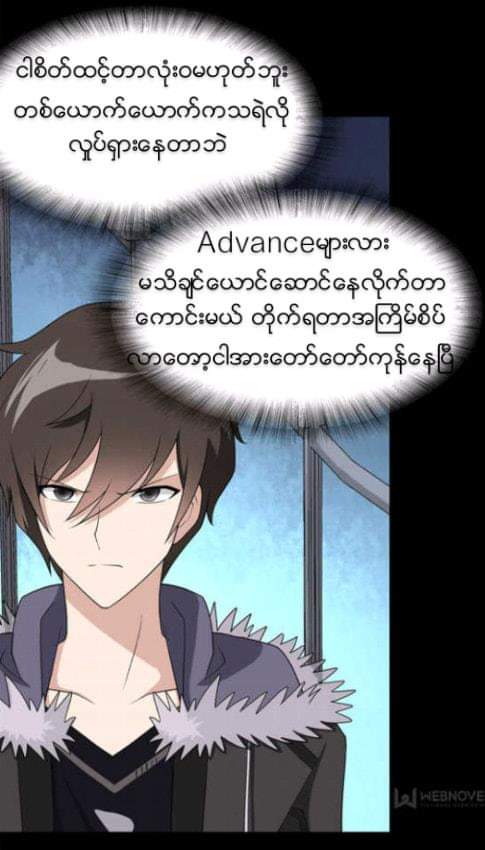 ငါစိတ်ထင့်တာလုံးဝမဟုတ်ဘူး
တစ်ယောက်ယောက်ကသရဲလို
လှုပ်ရှားနေတာဘဲ
Advanceများလား
မသိချင်ယောင်ဆောင်နေလိုက်တာ
ကောင်းမယ် တိုက်ရတာအကြိမ်စိပ်
လာတော့ငါအားတော်တော်ကုန်နေပြီ
WEBNOVE